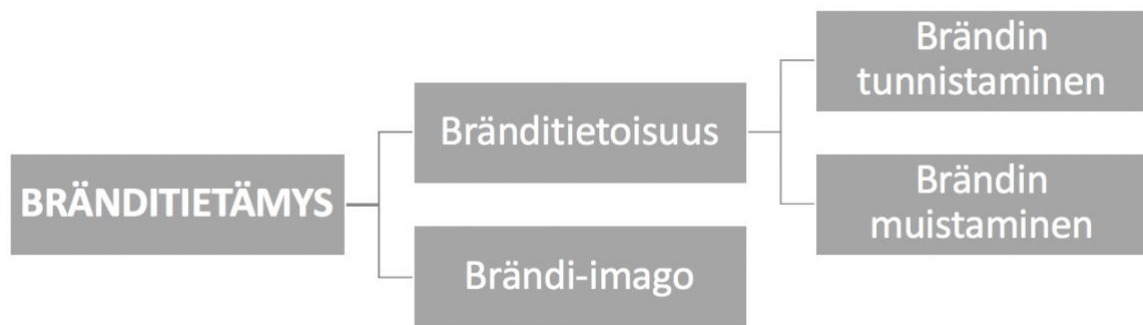 BRÄNDITIETÄMYS
Bränditietoisuus
Brändin
tunnistaminen
Brändin
muistaminen
Brändi-imago